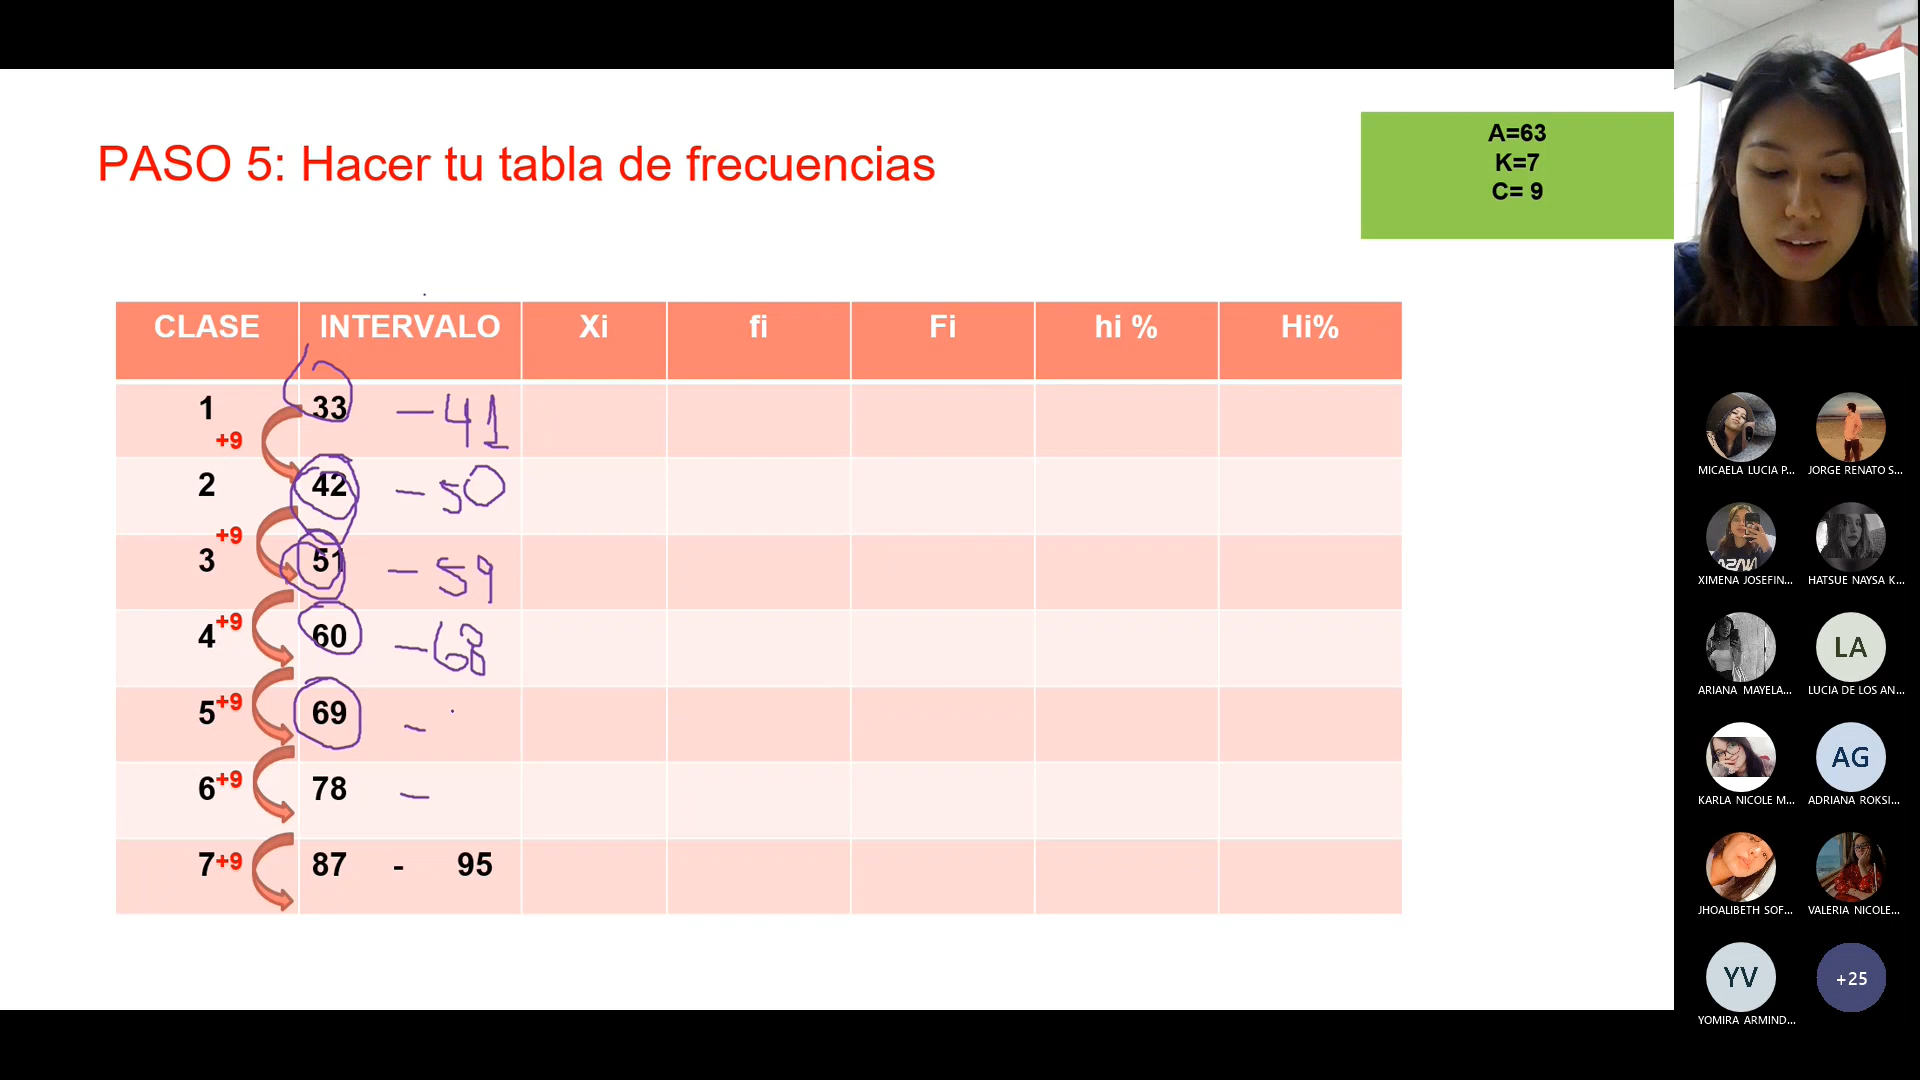 PASO 5: Hacer tu tabla de frecuencias
A=63
K=7
C= 9
CLASE INTERVALO Xi fi Fi hi % Hi%
1 33 - 41
+9
2 42 - 50
+9
3 51 - 59
+9
4 60 - 68
+9
5 69 -
+9
6 78 -
+9
7 87 - 95
MICAELA LUCIA P... JORGE RENATO S...
XIMENA JOSEFIN... HATSUE NAYSA K...
LA
ARIANA MAYELA... LUCIA DE LOS AN...
AG
KARLA NICOLE M... ADRIANA ROKSI...
JHOALIBETH SOF... VALERIA NICOLE...
YV +25
YOMIRA ARMIND...